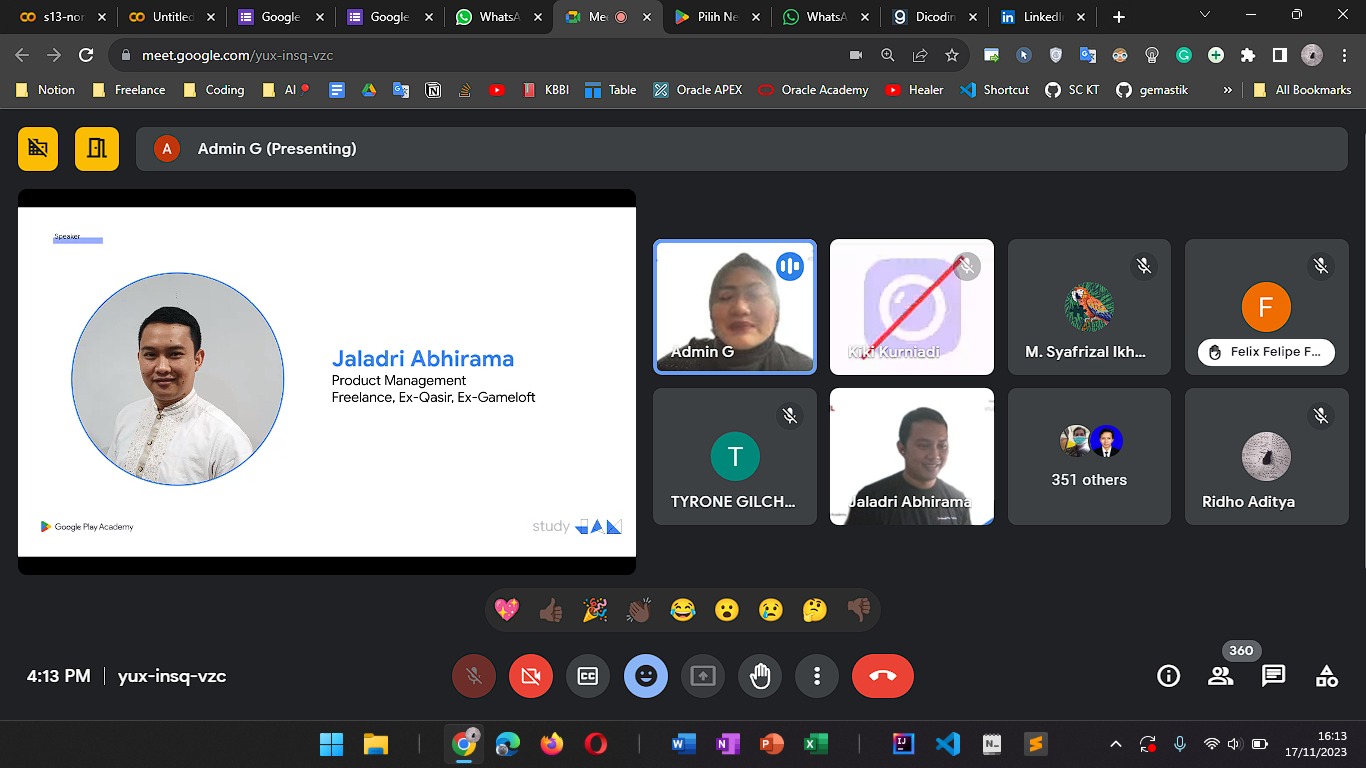 s13-nor
Untitled
Google
Google
WhatsA
Mee
Pilih Ne
WhatsA
Dicodin
LinkedIn
meet.google.com/yux-insq-vzc
Notion
Freelance
Coding
AI
KBBI
Table
Oracle APEX
Oracle Academy
Healer
Shortcut
SC KT
gemastik
»
All Bookmarks
A
Admin G (Presenting)
Speaker
Jaladri Abhirama
Product Management
Freelance, Ex-Qasir, Ex-Gameloft
Google Play Academy
study JAM
Admin G
Kiki Kurniadi
M. Syafrizal Ikh...
F
Felix Felipe F...
T
TYRONE GILCH...
Jaladri Abhirama
351 others
Ridho Aditya
4:13 PM
yux-insq-vzc
CC
360
16:13
17/11/2023